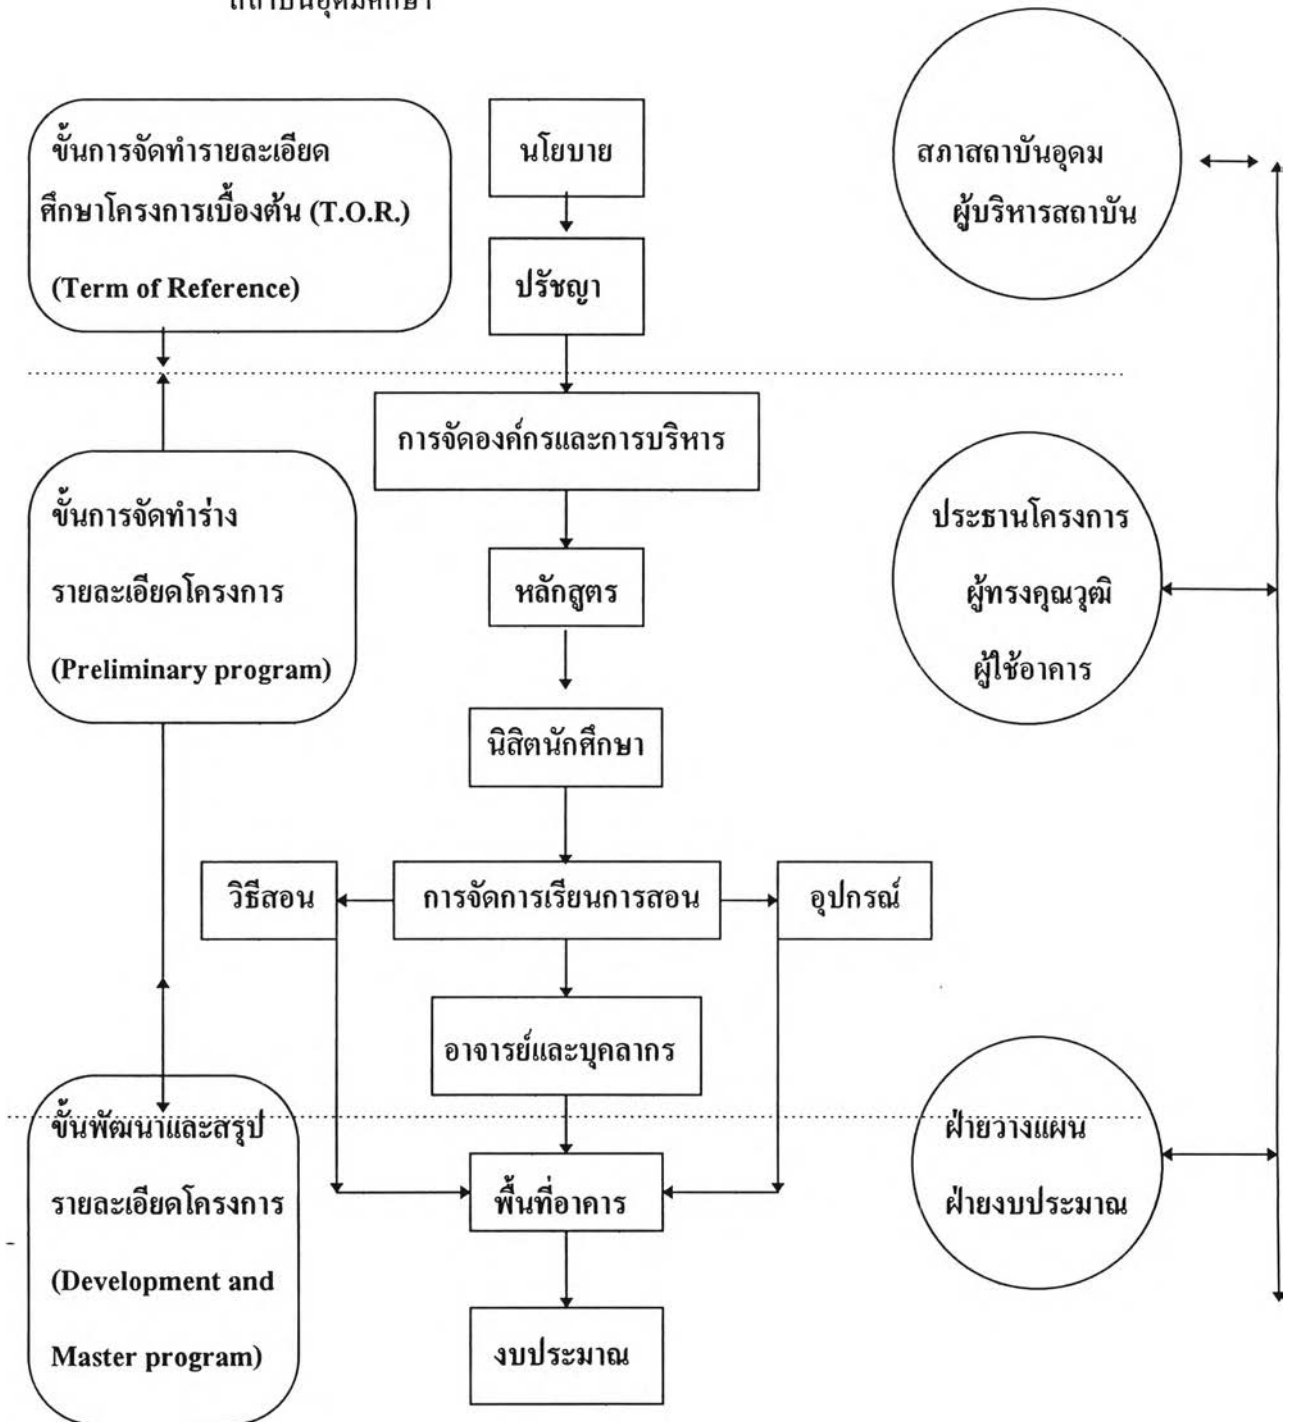 สถาบันอุดมศึกษา
ขั้นการจัดทำรายละเอียด
ศึกษาโครงการเบื้องต้น (T.O.R.)
(Term of Reference)
นโยบาย
ปรัชญา
สภาสถาบันอุดม
ผู้บริหารสถาบัน
การจัดองค์กรและการบริหาร
ขั้นการจัดทำร่าง
รายละเอียดโครงการ
(Preliminary program)
หลักสูตร
ประธานโครงการ
ผู้ทรงคุณวุฒิ
ผู้ใช้อาคาร
นิสิตนักศึกษา
วิธีสอน
การจัดการเรียนการสอน
อุปกรณ์
อาจารย์และบุคลากร
ขั้นพัฒนาและสรุป
รายละเอียดโครงการ
(Development and
Master program)
พื้นที่อาคาร
ฝ่ายวางแผน
ฝ่ายงบประมาณ
งบประมาณ